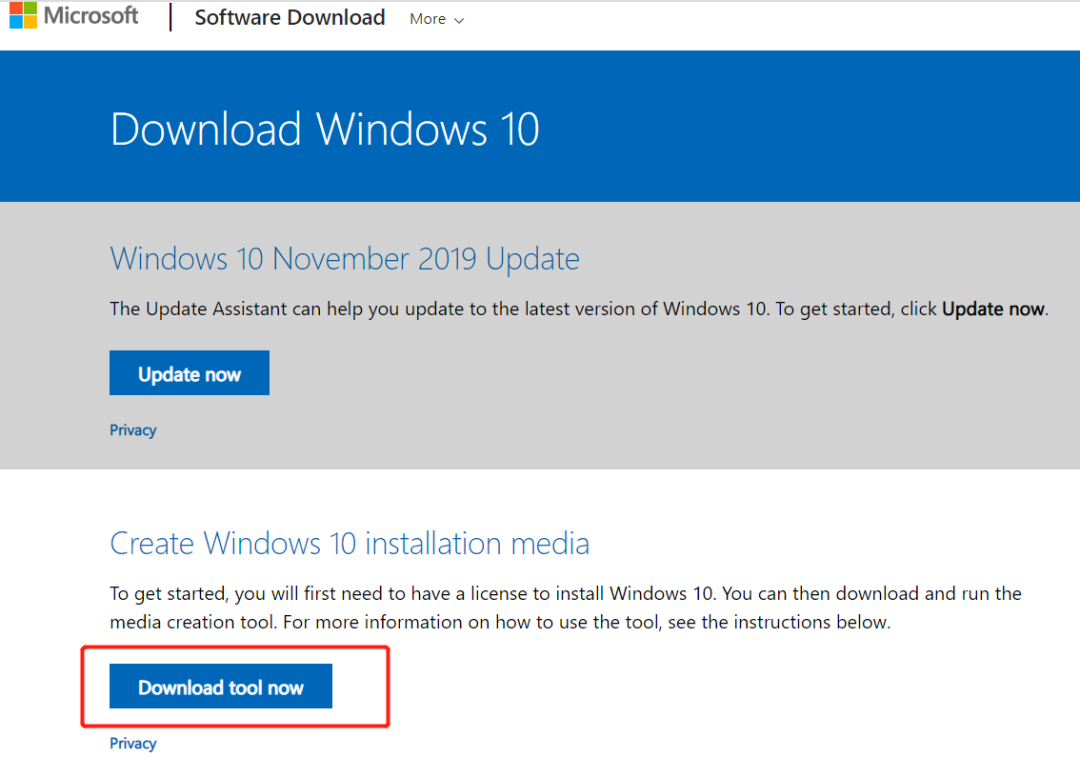 Microsoft | Software Download More
Download Windows 10
Windows 10 November 2019 Update
The Update Assistant can help you update to the latest version of Windows 10. To get started, click Update now.
Update now
Privacy
Create Windows 10 installation media
To get started, you will first need to have a license to install Windows 10. You can then download and run the
media creation tool. For more information on how to use the tool, see the instructions below.
Download tool now
Privacy